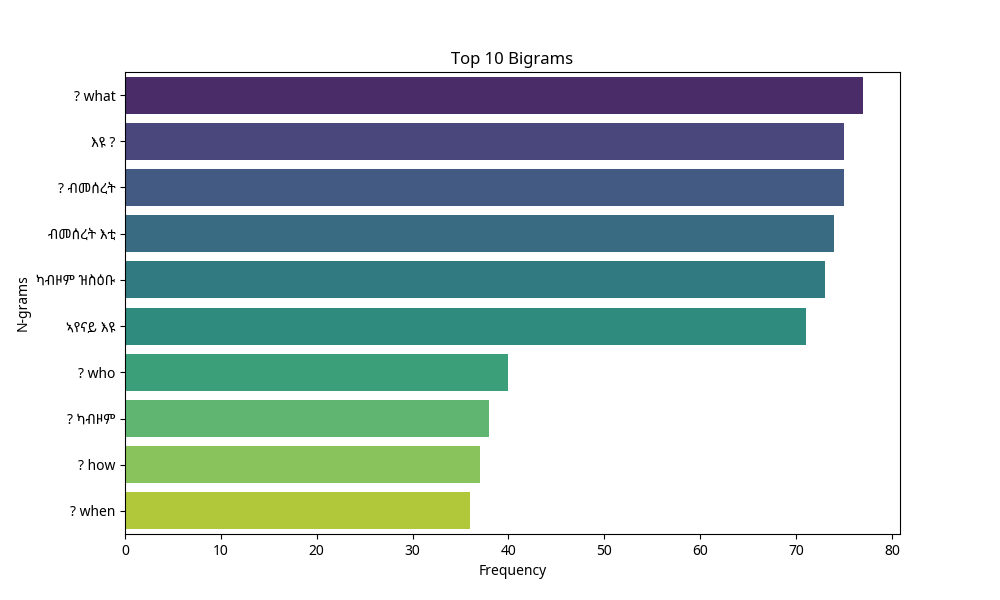 Top 10 Bigrams
? what
እዩ ?
? ብመሰረት
ብመሰረት እቲ
ካብዞም ዝስዕቡ
ኣየናይ እዩ
? who
? ካብዞም
? how
? when
N-grams
0 10 20 30 40 50 60 70 80
Frequency